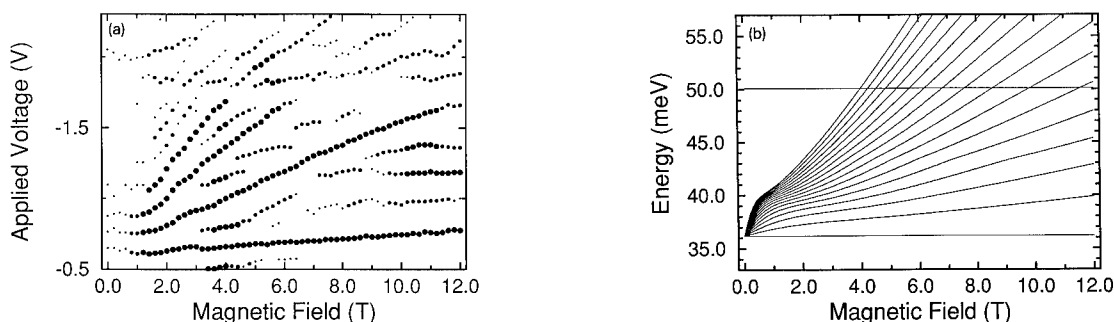 (a)
Applied Voltage (V)
-1.5
-0.5
0.0 2.0 4.0 6.0 8.0 10.0 12.0
Magnetic Field (T)
(b)
Energy (meV)
55.0
50.0
45.0
40.0
35.0
0.0 2.0 4.0 6.0 8.0 10.0 12.0
Magnetic Field (T)